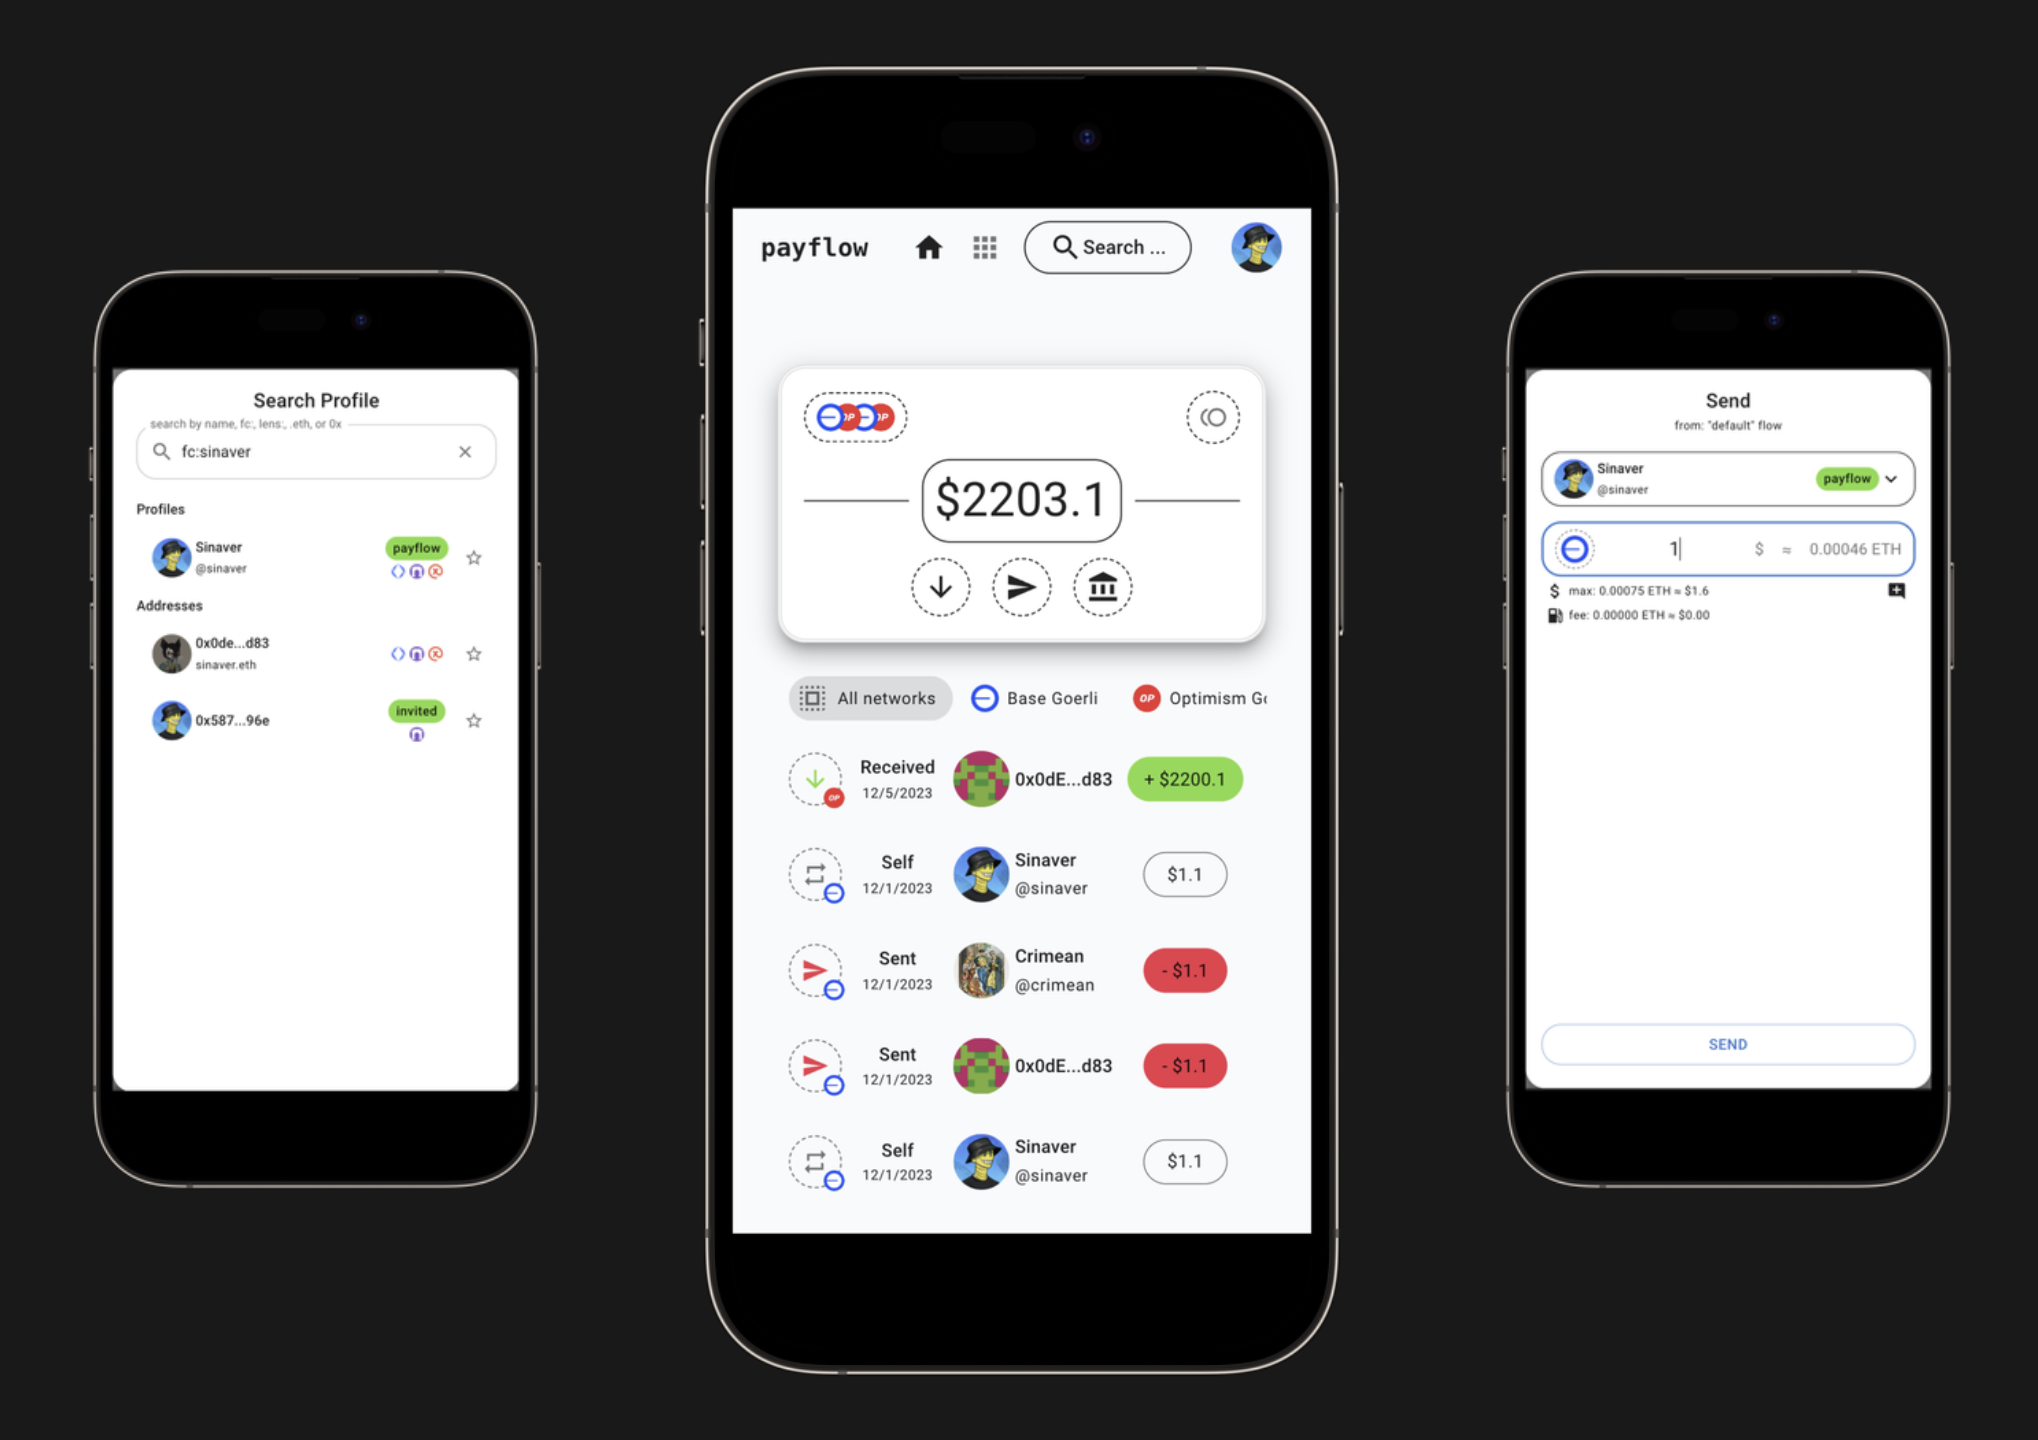 Search Profile
search by name, fc:, lens:, .eth, or 0x
fc:sinaver
Profiles
Sinaver
@sinaver
payflow
Addresses
0x0de...d83
sinaver.eth
0x587...96e
invited
payflow
Search ...
OP OP
$2203.1
All networks
Base Goerli
OP Optimism Go
Received
12/5/2023
OP
0x0dE...d83
+ $2200.1
Self
12/1/2023
Sinaver
@sinaver
$1.1
Sent
12/1/2023
Crimean
@crimean
- $1.1
Sent
12/1/2023
0x0dE...d83
- $1.1
Self
12/1/2023
Sinaver
@sinaver
$1.1
Send
from: "default" flow
Sinaver
@sinaver
payflow
1 $ ≈ 0.00046 ETH
$ max: 0.00075 ETH ≈ $1.6
fee: 0.00000 ETH ≈ $0.00
SEND